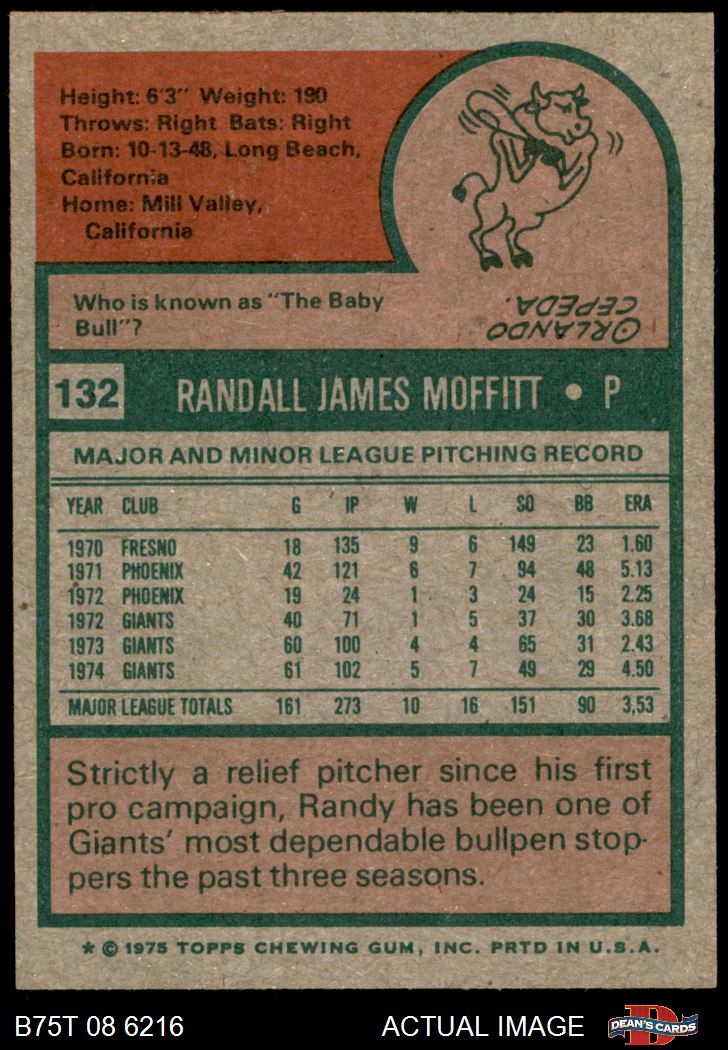 Height: 6'3" Weight: 190
Throws: Right Bats: Right
Born: 10-13-48, Long Beach,
California
Home: Mill Valley,
California
Who is known as "The Baby
Bull"?
ORLANDO
CEPEDA.
132 RANDALL JAMES MOFFITT • P
MAJOR AND MINOR LEAGUE PITCHING RECORD
YEAR CLUB G IP W L SO BB ERA
1970 FRESNO 18 135 9 6 149 23 1.60
1971 PHOENIX 42 121 6 7 94 48 5.13
1972 PHOENIX 19 24 1 3 24 15 2.25
1972 GIANTS 40 71 1 5 37 30 3.68
1973 GIANTS 60 100 4 4 65 31 2.43
1974 GIANTS 61 102 5 7 49 29 4.50
MAJOR LEAGUE TOTALS 161 273 10 16 151 90 3,53
Strictly a relief pitcher since his first
pro campaign, Randy has been one of
Giants' most dependable bullpen stop-
pers the past three seasons.
* © 1975 TOPPS CHEWING GUM, INC. PRTD IN U.S.A.
B75T 08 6216 ACTUAL IMAGE D DEAN'S CARDS